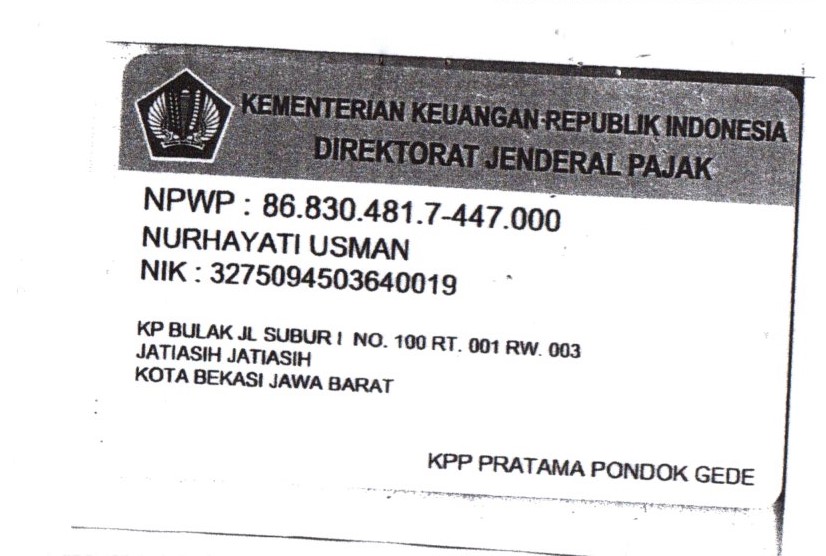 KEMENTERIAN KEUANGAN REPUBLIK INDONESIA
DIREKTORAT JENDERAL PAJAK
NPWP : 86.830.481.7-447.000
NURHAYATI USMAN
NIK : 3275094503640019
KP BULAK JL SUBUR I NO. 100 RT. 001 RW. 003
JATIASIH JATIASIH
KOTA BEKASI JAWA BARAT
KPP PRATAMA PONDOK GEDE